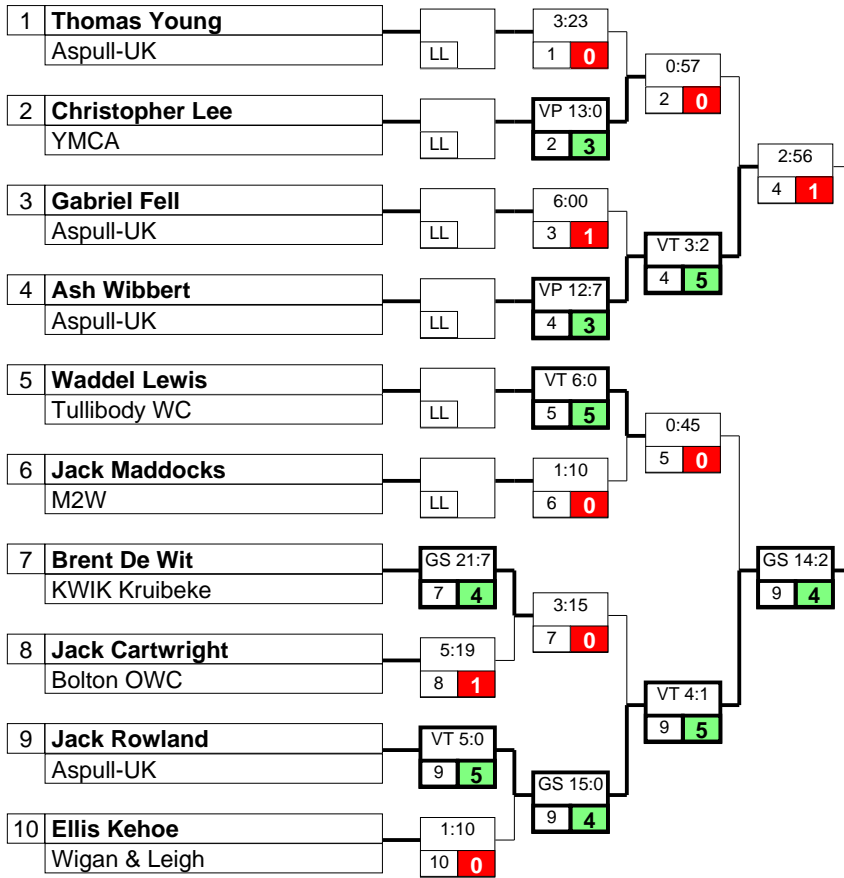 1 Thomas Young
Aspull-UK
LL
3:23
1 0
0:57
2 0
2 Christopher Lee
YMCA
LL
VP 13:0
2 3
2:56
4 1
3 Gabriel Fell
Aspull-UK
LL
6:00
3 1
VT 3:2
4 5
4 Ash Wibbert
Aspull-UK
LL
VP 12:7
4 3
5 Waddel Lewis
Tullibody WC
LL
VT 6:0
5 5
0:45
5 0
6 Jack Maddocks
M2W
LL
1:10
6 0
7 Brent De Wit
KWIK Kruibeke
GS 21:7
7 4
3:15
7 0
GS 14:2
9 4
8 Jack Cartwright
Bolton OWC
5:19
8 1
VT 4:1
9 5
9 Jack Rowland
Aspull-UK
VT 5:0
9 5
GS 15:0
9 4
10 Ellis Kehoe
Wigan & Leigh
1:10
10 0